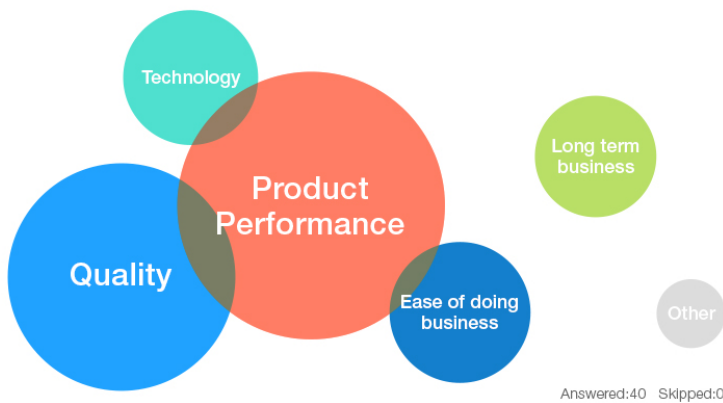 Technology
Long term
business
Product
Performance
Quality
Ease of doing
business
Other
Answered:40 Skipped:0